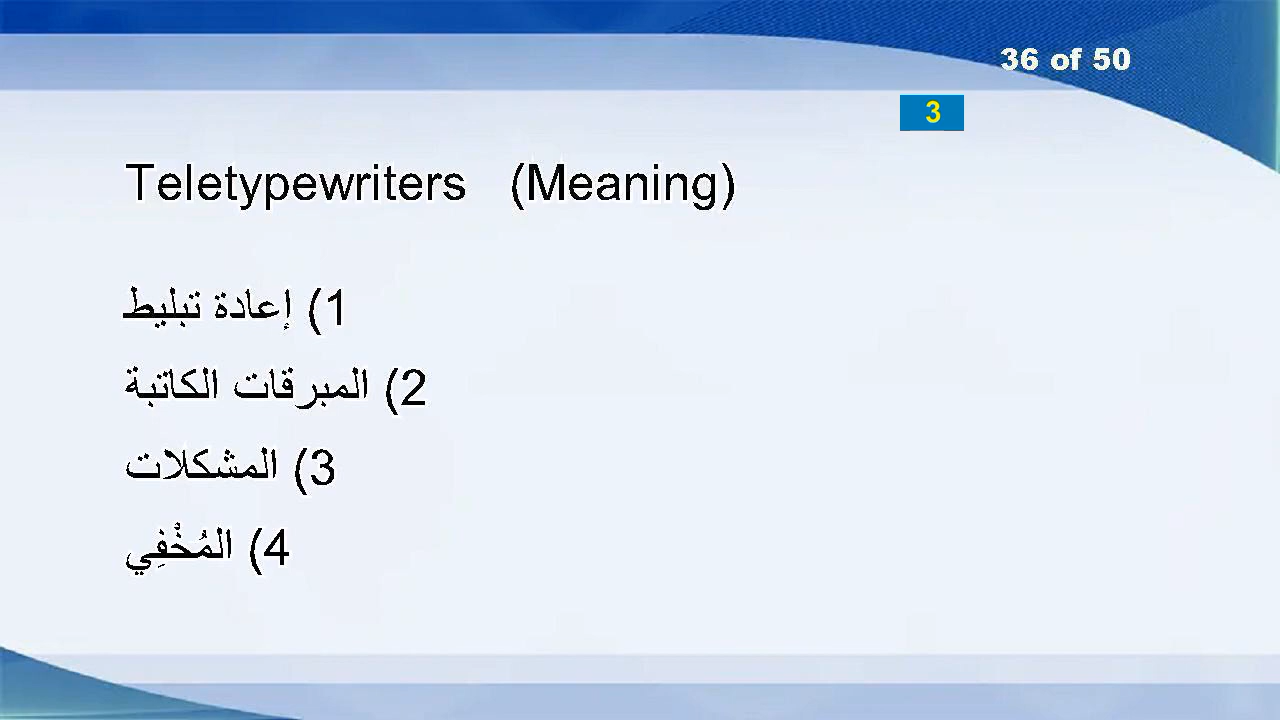 36 of 50
3
Teletypewriters (Meaning)
1) إعادة تبليط
2) المبرقات الكاتبة
3) المشكلات
4) المُخْفِي